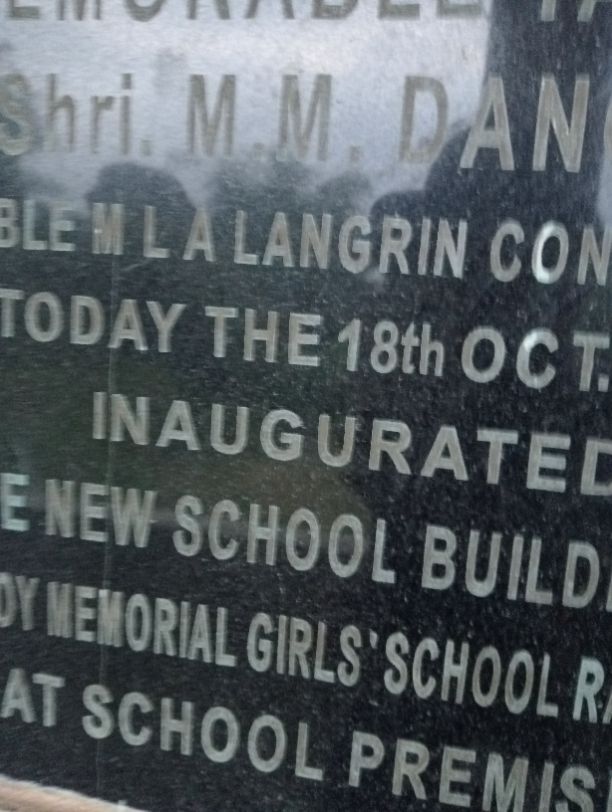 EMORABLE
Shri. M.M. DAN
BLE M L A LANGRIN CON
TODAY THE 18th OCT.
INAUGURATED
E NEW SCHOOL BUILD
DY MEMORIAL GIRLS' SCHOOL RA
AT SCHOOL PREMIS